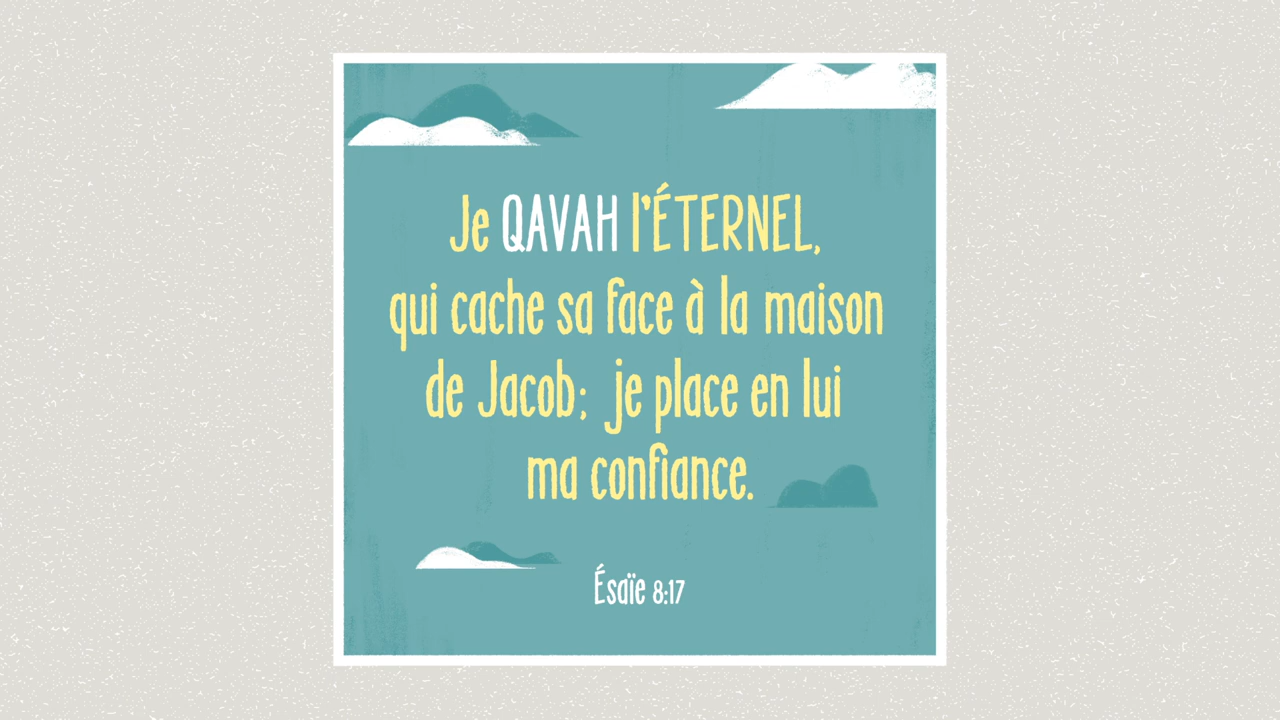 Je QAVAH l'ÉTERNEL,
qui cache sa face à la maison
de Jacob; je place en lui
ma confiance.
Ésaïe 8:17